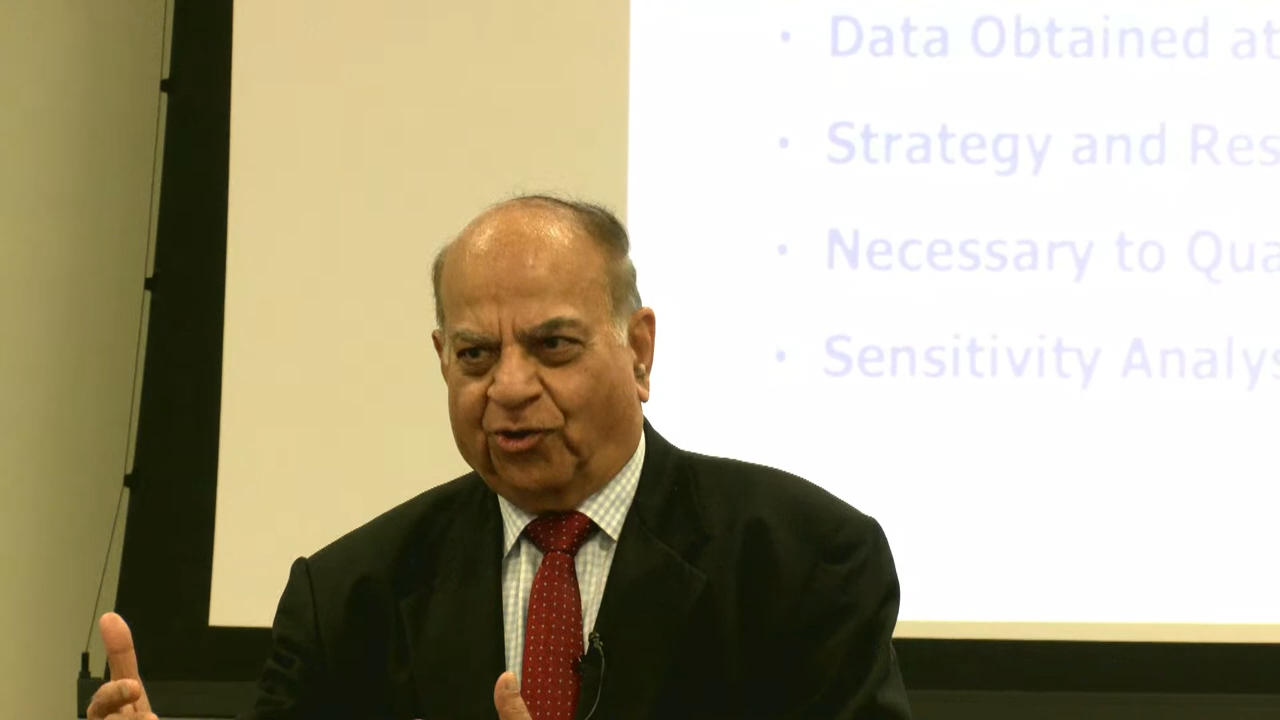 • Data Obtained at
• Strategy and Res
• Necessary to Qua
• Sensitivity Analys